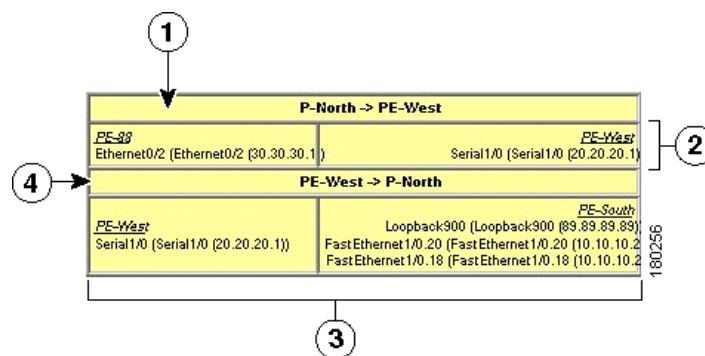 1
P-North -> PE-West
PE-88
Ethernet0/2 (Ethernet0/2 (30.30.30.1 )
PE-West
Serial1/0 (Serial1/0 (20.20.20.1)
2
4
PE-West -> P-North
PE-West
Serial1/0 (Serial1/0 (20.20.20.1))
PE-South
Loopback900 (Loopback900 (89.89.89.89))
FastEthernet1/0.20 (FastEthernet1/0.20 (10.10.10.2
FastEthernet1/0.18 (FastEthernet1/0.18 (10.10.10.2
180256
3